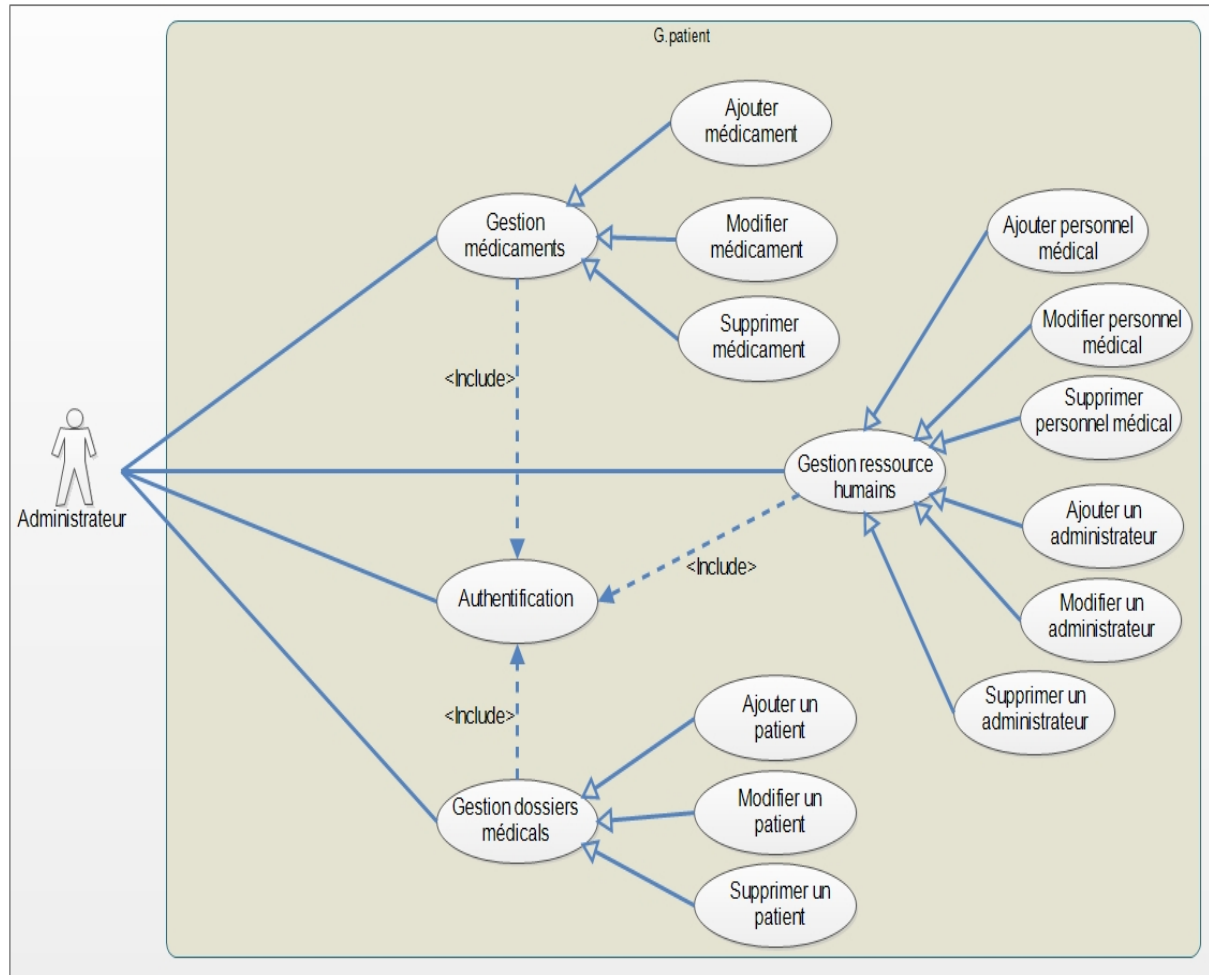 G.patient
Ajouter
médicament
Gestion
médicaments
Modifier
médicament
Supprimer
médicament
Ajouter personnel
médical
Modifier personnel
médical
Supprimer
personnel médical
<Include>
Gestion ressource
humains
Administrateur
Ajouter un
administrateur
<Include>
Authentification
Modifier un
administrateur
Supprimer un
administrateur
<Include>
Ajouter un
patient
Gestion dossiers
médicals
Modifier un
patient
Supprimer un
patient